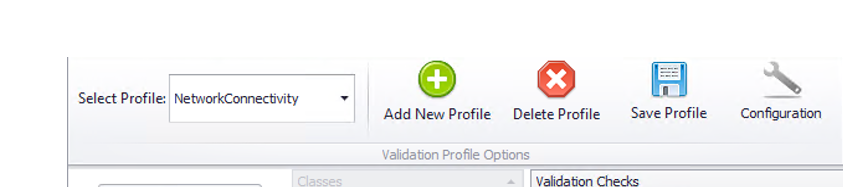 Select Profile: NetworkConnectivity
Add New Profile
Delete Profile
Save Profile
Configuration
Validation Profile Options
Classes
Validation Checks